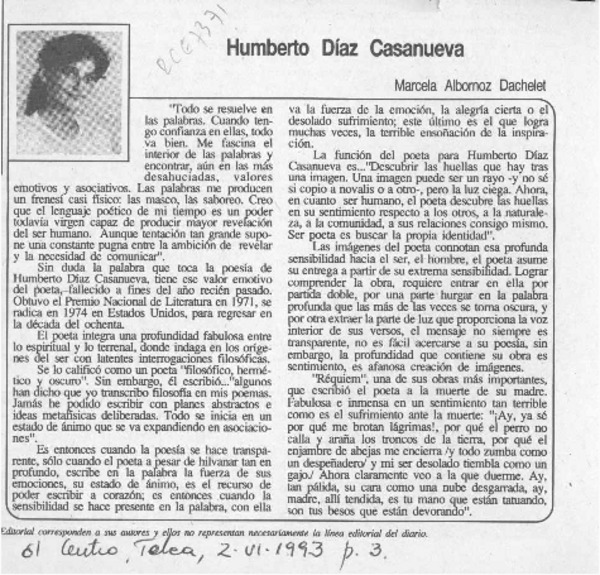 RCE7371
Humberto Díaz Casanueva
Marcela Albornoz Dachelet
"Todo se resuelve en
las palabras. Cuando ten-
go confianza en ellas, todo
va bien. Me fascina el
interior de las palabras y
encontrar, aún en las más
desahuciadas, valores
emotivos y asociativos. Las palabras me producen
un frenesí casi físico: las masco, las saboreo. Creo
que el lenguaje poético de mi tiempo es un poder
todavía virgen capaz de producir mayor revelación
del ser humano. Aunque tentación tan grande supo-
ne una constante pugna entre la ambición de revelar
y la necesidad de comunicar".
Sin duda la palabra que toca la poesía de
Humberto Díaz Casanueva, tiene ese valor emotivo
del poeta, fallecido a fines del año recién pasado.
Obtuvo el Premio Nacional de Literatura en 1971, se
radica en 1974 en Estados Unidos, para regresar en
la década del ochenta.
El poeta integra una profundidad fabulosa entre
lo espiritual y lo terrenal, donde indaga en los oríge-
nes del ser con latentes interrogaciones filosóficas.
Se lo calificó como un poeta "filosófico, hermé-
tico y oscuro". Sin embargo, él escribió..."algunos
han dicho que yo transcribo filosofía en mis poemas.
Jamás he podido escribir con planes abstractos e
ideas metafísicas deliberadas. Todo se inicia en un
estado de ánimo que se va expandiendo en asociacio-
nes".
Es entonces cuando la poesía se hace transpa-
rente, sólo cuando el poeta a pesar de hilvanar tan en
profundo, escribe en la palabra la fuerza de sus
emociones, su estado de ánimo, es el recurso de
poder escribir a corazón; es entonces cuando la
sensibilidad se hace presente en la palabra, con ella
va la fuerza de la emoción, la alegría cierta o el
desolado sufrimiento; este último es el que logra
muchas veces, la terrible ensoñación de la inspira-
ción.
La función del poeta para Humberto Díaz
Casanueva es..."Descubrir las huellas que hay tras
una imagen. Una imagen puede ser un rayo -y no sé
si copio a novalis o a otro-, pero la luz ciega. Ahora,
en cuanto ser humano, el poeta descubre las huellas
en su sentimiento respecto a los otros, a la naturale-
za, a la comunidad, a sus relaciones consigo mismo.
Ser poeta es buscar la propia identidad".
Las imágenes del poeta connotan esa profunda
sensibilidad hacia el ser, el hombre, el poeta asume
su entrega a partir de su extrema sensibilidad. Lograr
comprender la obra, requiere entrar en ella por
partida doble, por una parte hurgar en la palabra
profunda que las más de las veces se torna oscura, y
por otra extraer la parte de luz que proporciona la voz
interior de sus versos, el mensaje no siempre es
transparente, no es fácil acercarse a su poesía, sin
embargo, la profundidad que contiene su obra es
sentimiento, es afanosa creación de imágenes.
"Réquiem", una de sus obras más importantes,
que escribió el poeta a la muerte de su madre.
Fabulosa e inmensa en un sentimiento tan terrible
como es el sufrimiento ante la muerte: "¡Ay, ya sé
por qué me brotan lágrimas!, por qué el perro no
calla y araña los troncos de la tierra, por qué el
enjambre de abejas me encierra /y todo zumba como
un despeñadero/ y mi ser desolado tiembla como un
gajo./ Ahora claramente veo a la que duerme. Ay,
tan pálida, su cara como una nube desgarrada, ay,
madre, allí tendida, es tu mano que están tatuando,
son tus besos que están devorando".
Editorial corresponden a sus autores y ellos no representan necesariamente la línea editorial del diario.
El Centro, Talca, 2-VI-1993 p. 3.